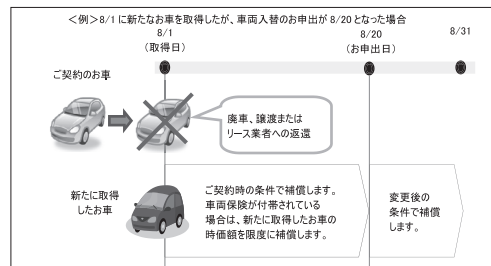 ＜例＞8/1に新たなお車を取得したが、車両入替のお申出が8/20となった場合
8/1
（取得日）
8/20
（お申出日）
8/31
ご契約のお車
廃車、譲渡または
リース業者への返還
新たに取得
したお車
ご契約時の条件で補償します。
車両保険が付帯されている
場合は、新たに取得したお車の
時価額を限度に補償します。
変更後の
条件で補償
します。